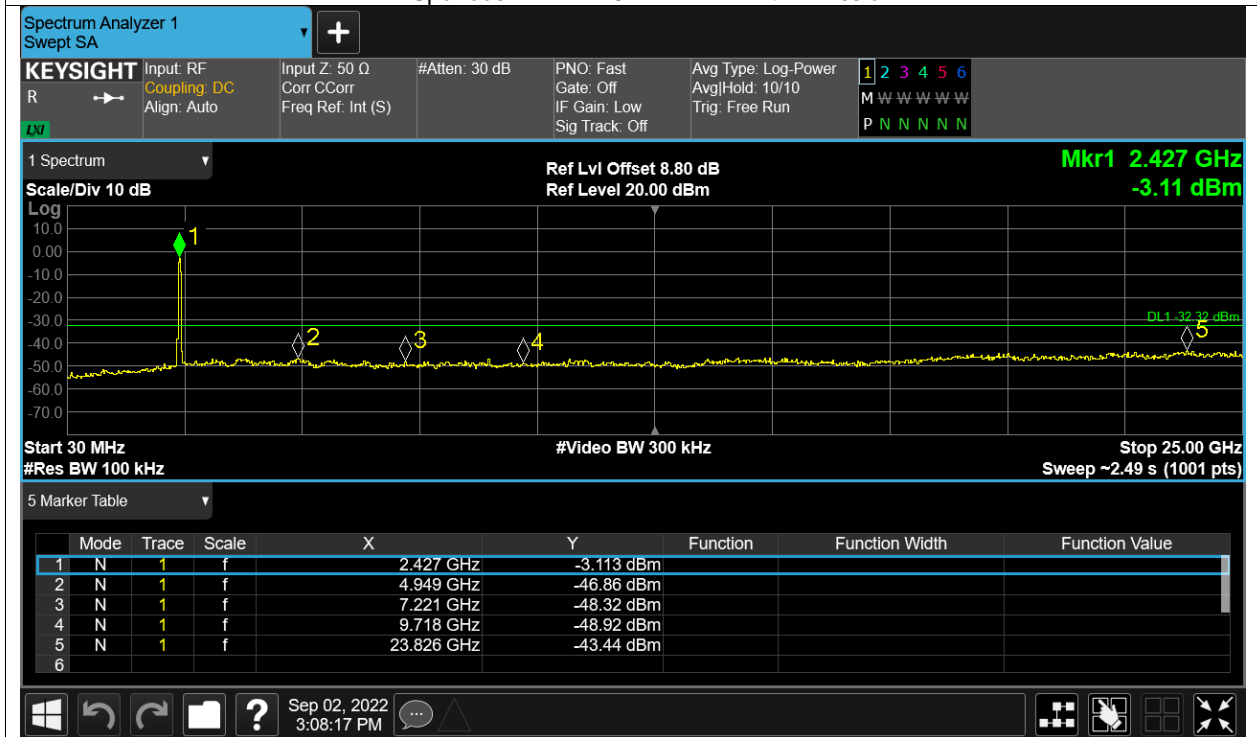 Spectrum Analyzer 1
Swept SA
+
KEYSIGHT Input: RF Input Z: 50 Ω #Atten: 30 dB PNO: Fast Avg Type: Log-Power 1 2 3 4 5 6
R Coupling: DC Corr CCorr Gate: Off Avg|Hold: 10/10 M W W W W W
Align: Auto Freq Ref: Int (S) IF Gain: Low Trig: Free Run
LXI Sig Track: Off P N N N N N
1 Spectrum Ref Lvl Offset 8.80 dB Mkr1 2.427 GHz
Scale/Div 10 dB Ref Level 20.00 dBm -3.11 dBm
Log
10.0
1
0.00
-10.0
-20.0
-30.0 DL1 -32.32 dBm
2 3 4 5
-40.0
-50.0
-60.0
-70.0
Start 30 MHz #Video BW 300 kHz Stop 25.00 GHz
#Res BW 100 kHz Sweep ~2.49 s (1001 pts)
5 Marker Table
Mode Trace Scale X Y Function Function Width Function Value
1 N 1 f 2.427 GHz -3.113 dBm
2 N 1 f 4.949 GHz -46.86 dBm
3 N 1 f 7.221 GHz -48.32 dBm
4 N 1 f 9.718 GHz -48.92 dBm
5 N 1 f 23.826 GHz -43.44 dBm
6
? Sep 02, 2022
3:08:17 PM